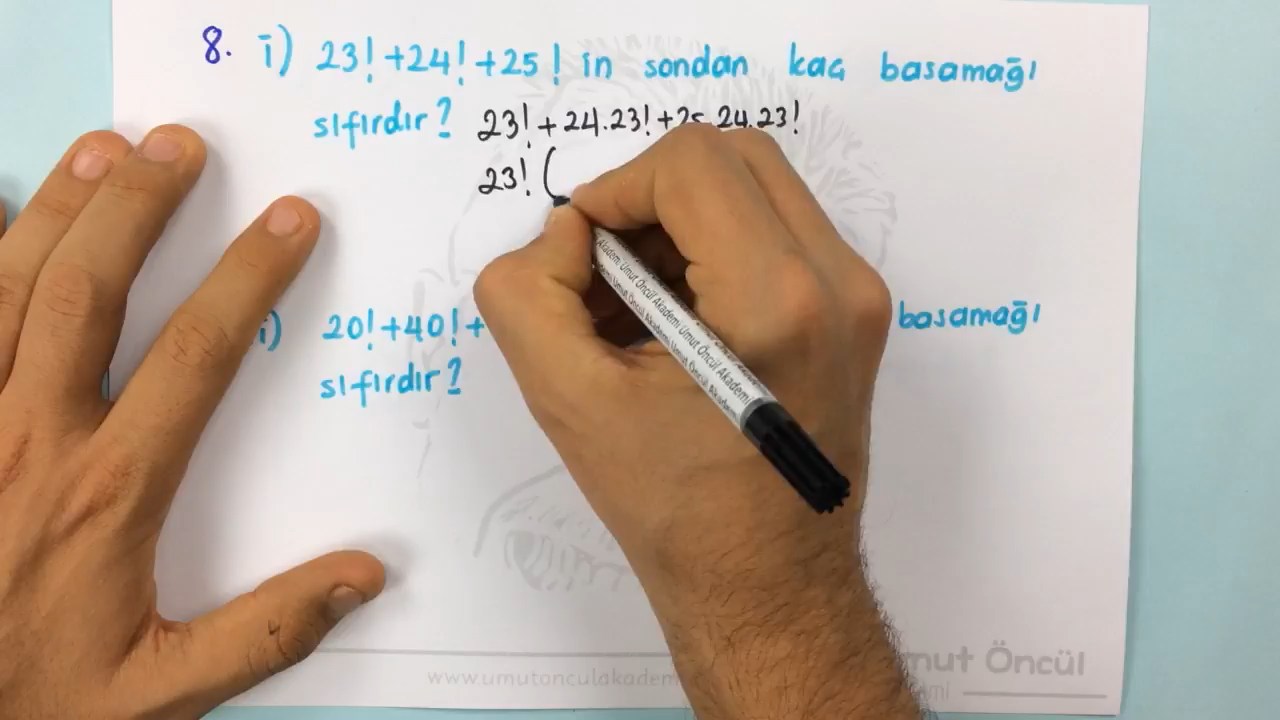 8. i) 23!+24!+25! in sondan kaç basamağı
sıfırdır? 23!+24.23!+25.24.23!
23! (
i) 20!+40!+ basamağı
sıfırdır?
Akademi Umut Öncül Akademi Umut Öncül Akademi
Umut Öncül
www.umutonculakadem